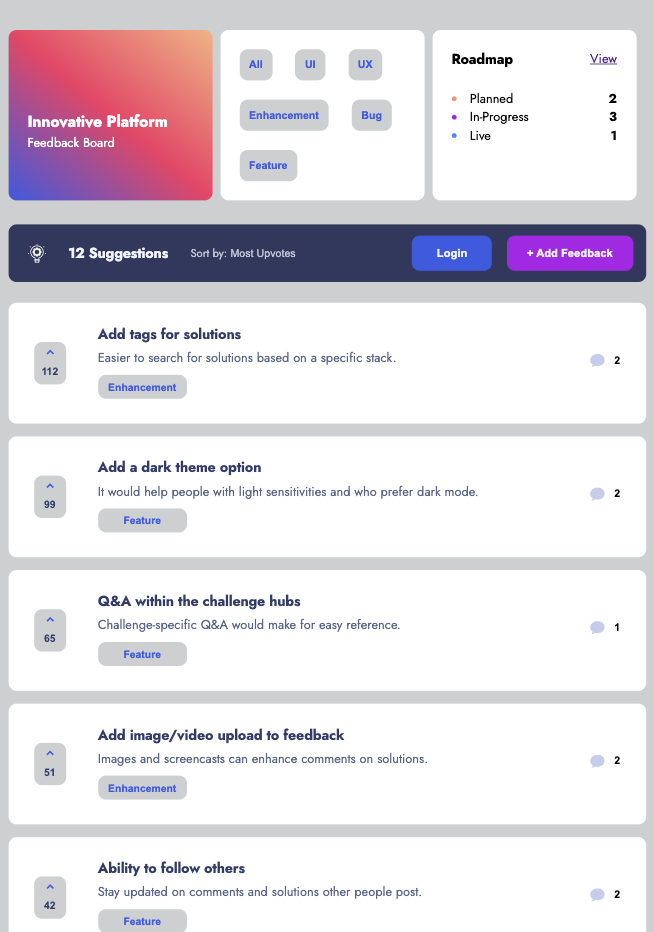 Innovative Platform
Feedback Board
All UI UX
Enhancement Bug
Feature
Roadmap View
Planned 2
In-Progress 3
Live 1
12 Suggestions Sort by: Most Upvotes Login + Add Feedback
Add tags for solutions
Easier to search for solutions based on a specific stack.
112 2
Enhancement
Add a dark theme option
It would help people with light sensitivities and who prefer dark mode.
99 2
Feature
Q&A within the challenge hubs
Challenge-specific Q&A would make for easy reference.
65 1
Feature
Add image/video upload to feedback
Images and screencasts can enhance comments on solutions.
51 2
Enhancement
Ability to follow others
Stay updated on comments and solutions other people post.
42 2
Feature